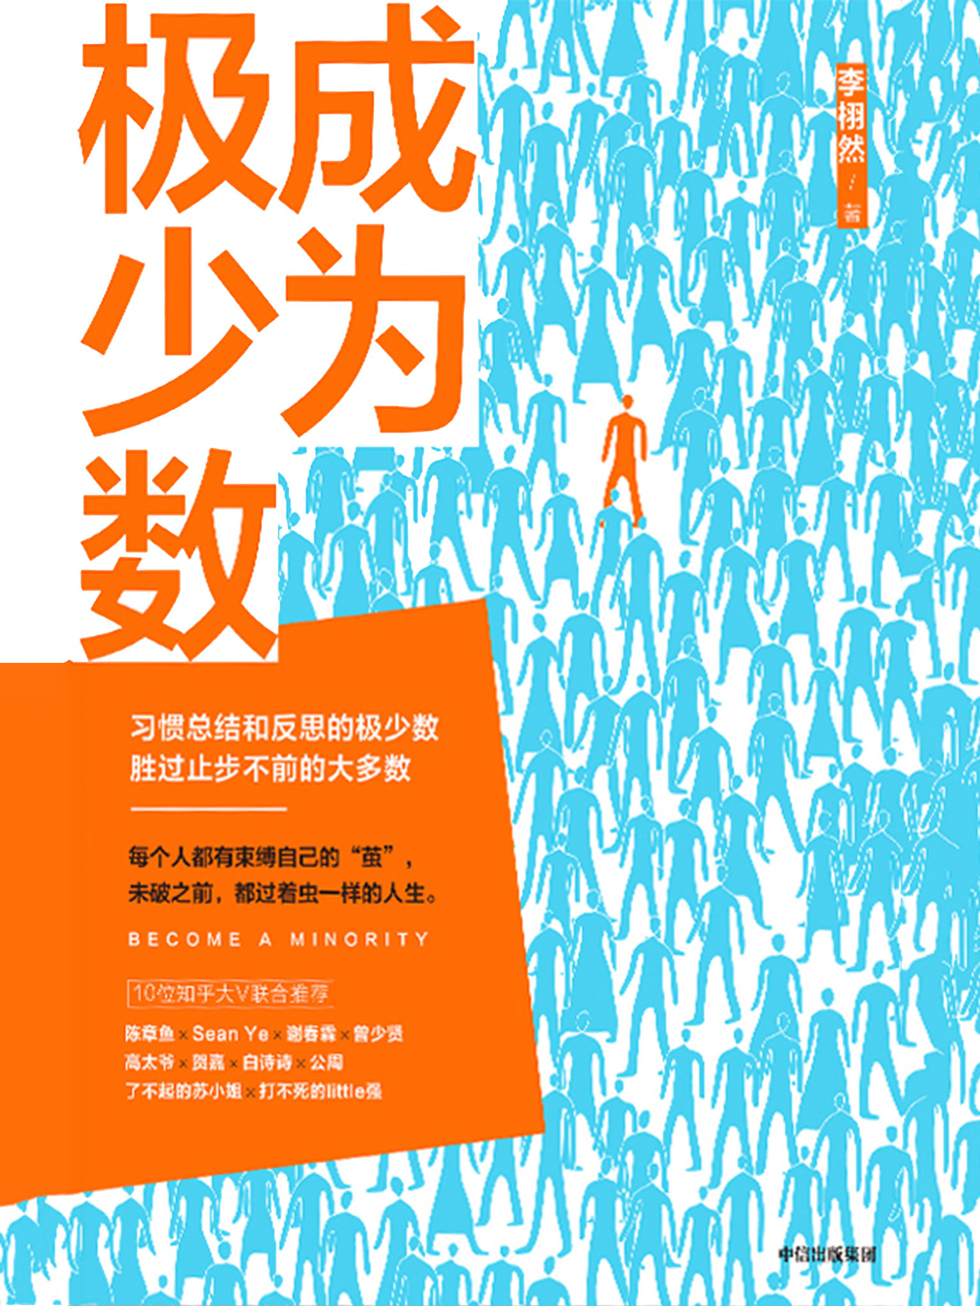 成为
极少数
李栩然 / 著
习惯总结和反思的极少数
胜过止步不前的大多数
每个人都有束缚自己的“茧”，
未破之前，都过着虫一样的人生。
BECOME A MINORITY
10位知乎大V联合推荐
陈章鱼×Sean Ye×谢春霖×曾少贤
高太爷×贺嘉×白诗诗×公周
了不起的苏小姐×打不死的little强
中信出版集团